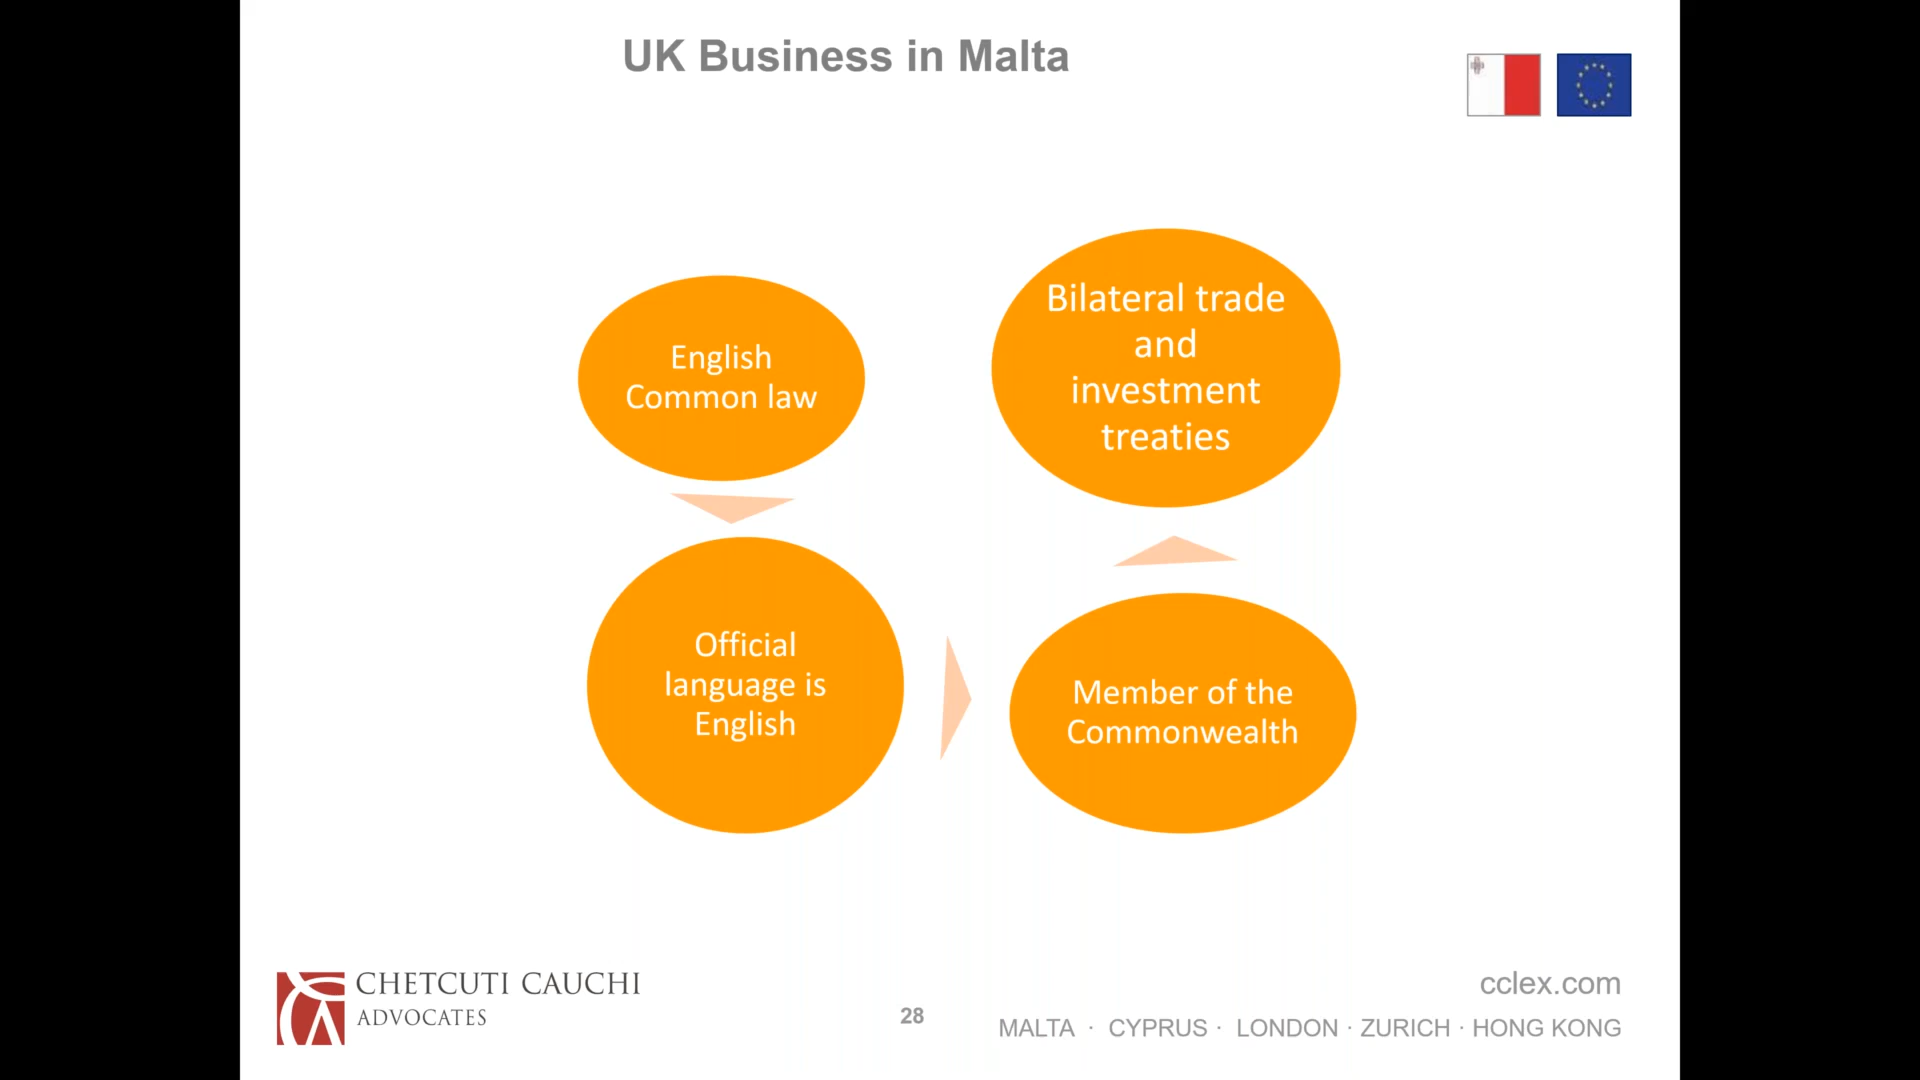 UK Business in Malta
English
Common law
Official
language is
English
Member of the
Commonwealth
Bilateral trade
and
investment
treaties
CHETCUTI CAUCHI
ADVOCATES
28
cclex.com
MALTA · CYPRUS · LONDON · ZURICH · HONG KONG